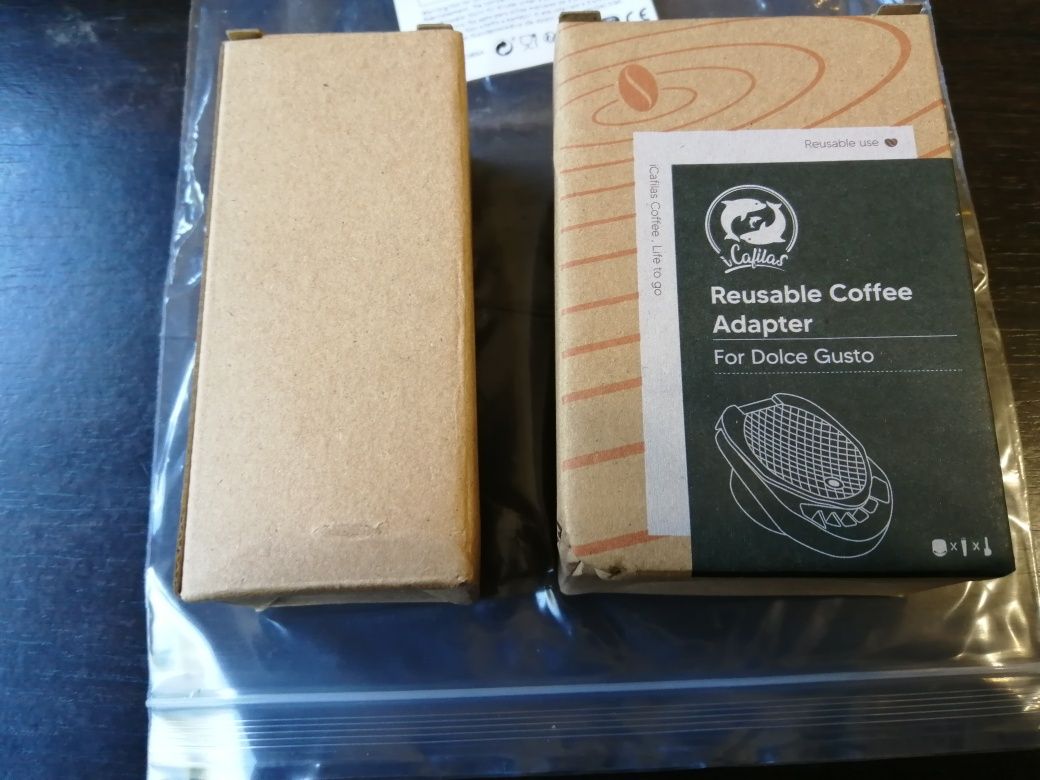 Reusable use
iCafilas Coffee , Life to go
iCafilas
Reusable Coffee
Adapter
For Dolce Gusto
x x